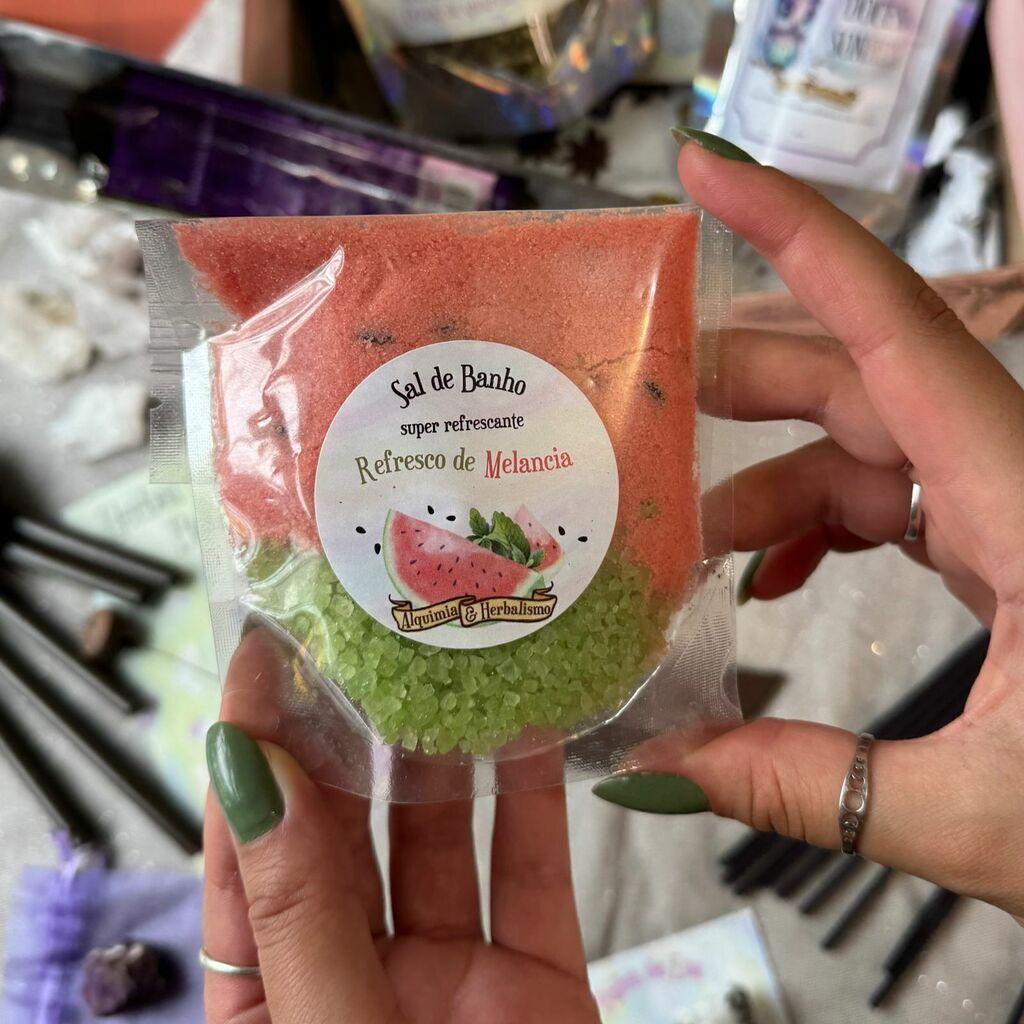 Sal de Banho
super refrescante
Refresco de Melancia
Alquimia & Herbalismo